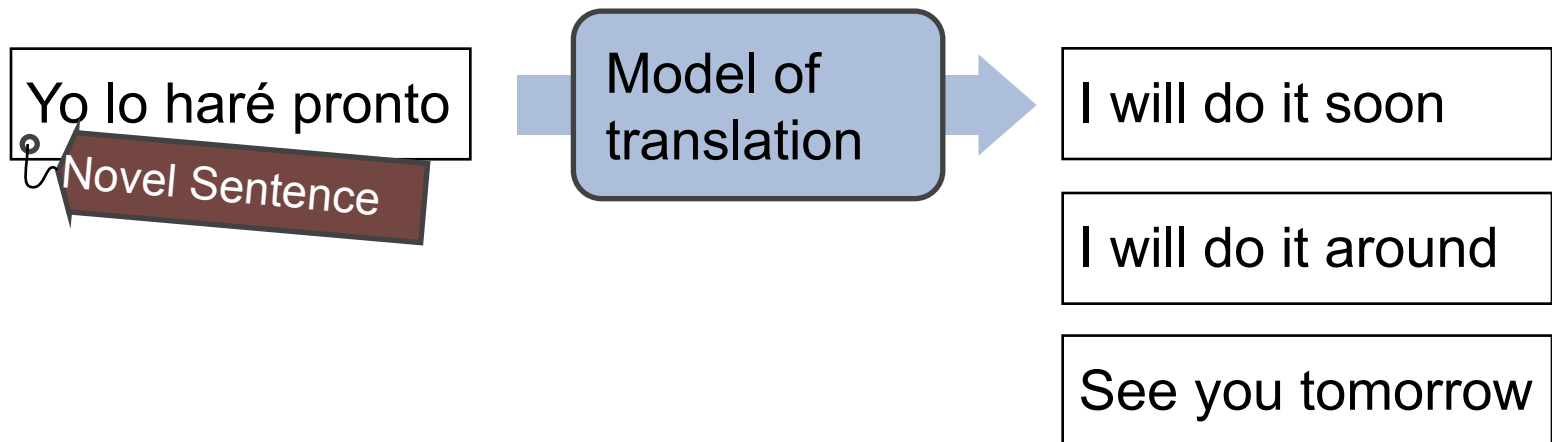 Yo lo haré pronto
Novel Sentence
Model of
translation
I will do it soon
I will do it around
See you tomorrow